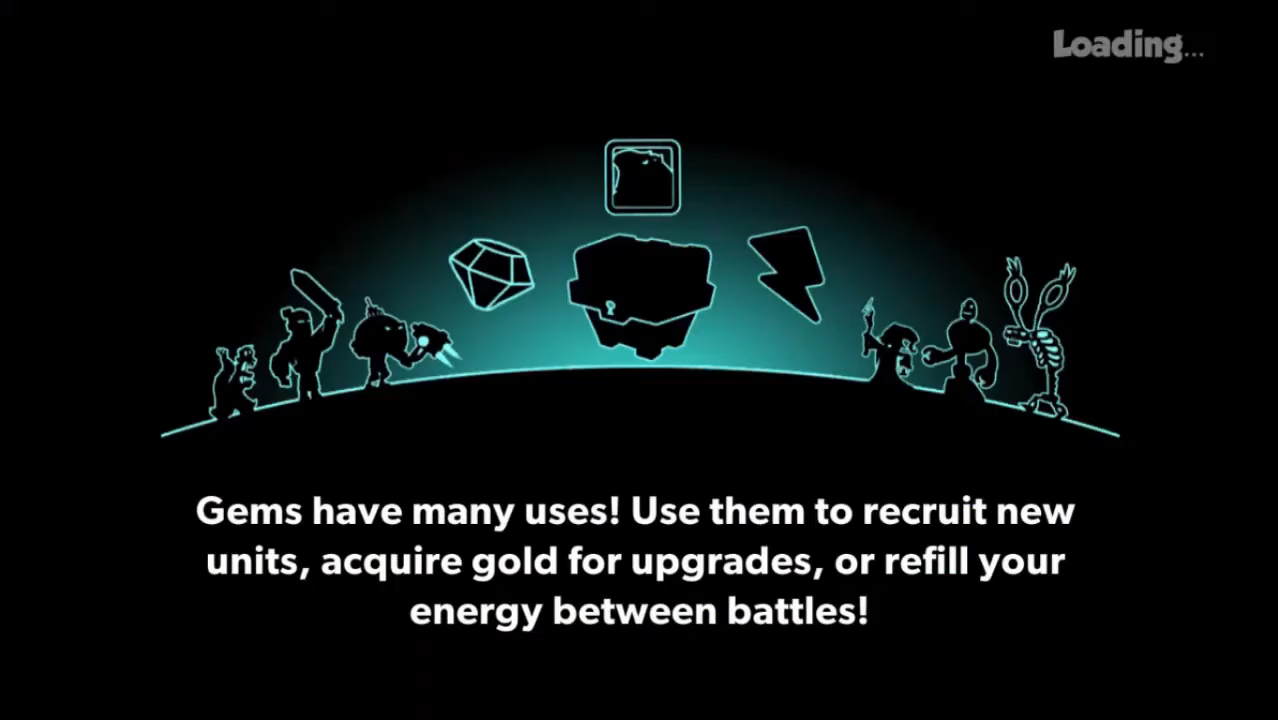 Loading...
Gems have many uses! Use them to recruit new
units, acquire gold for upgrades, or refill your
energy between battles!